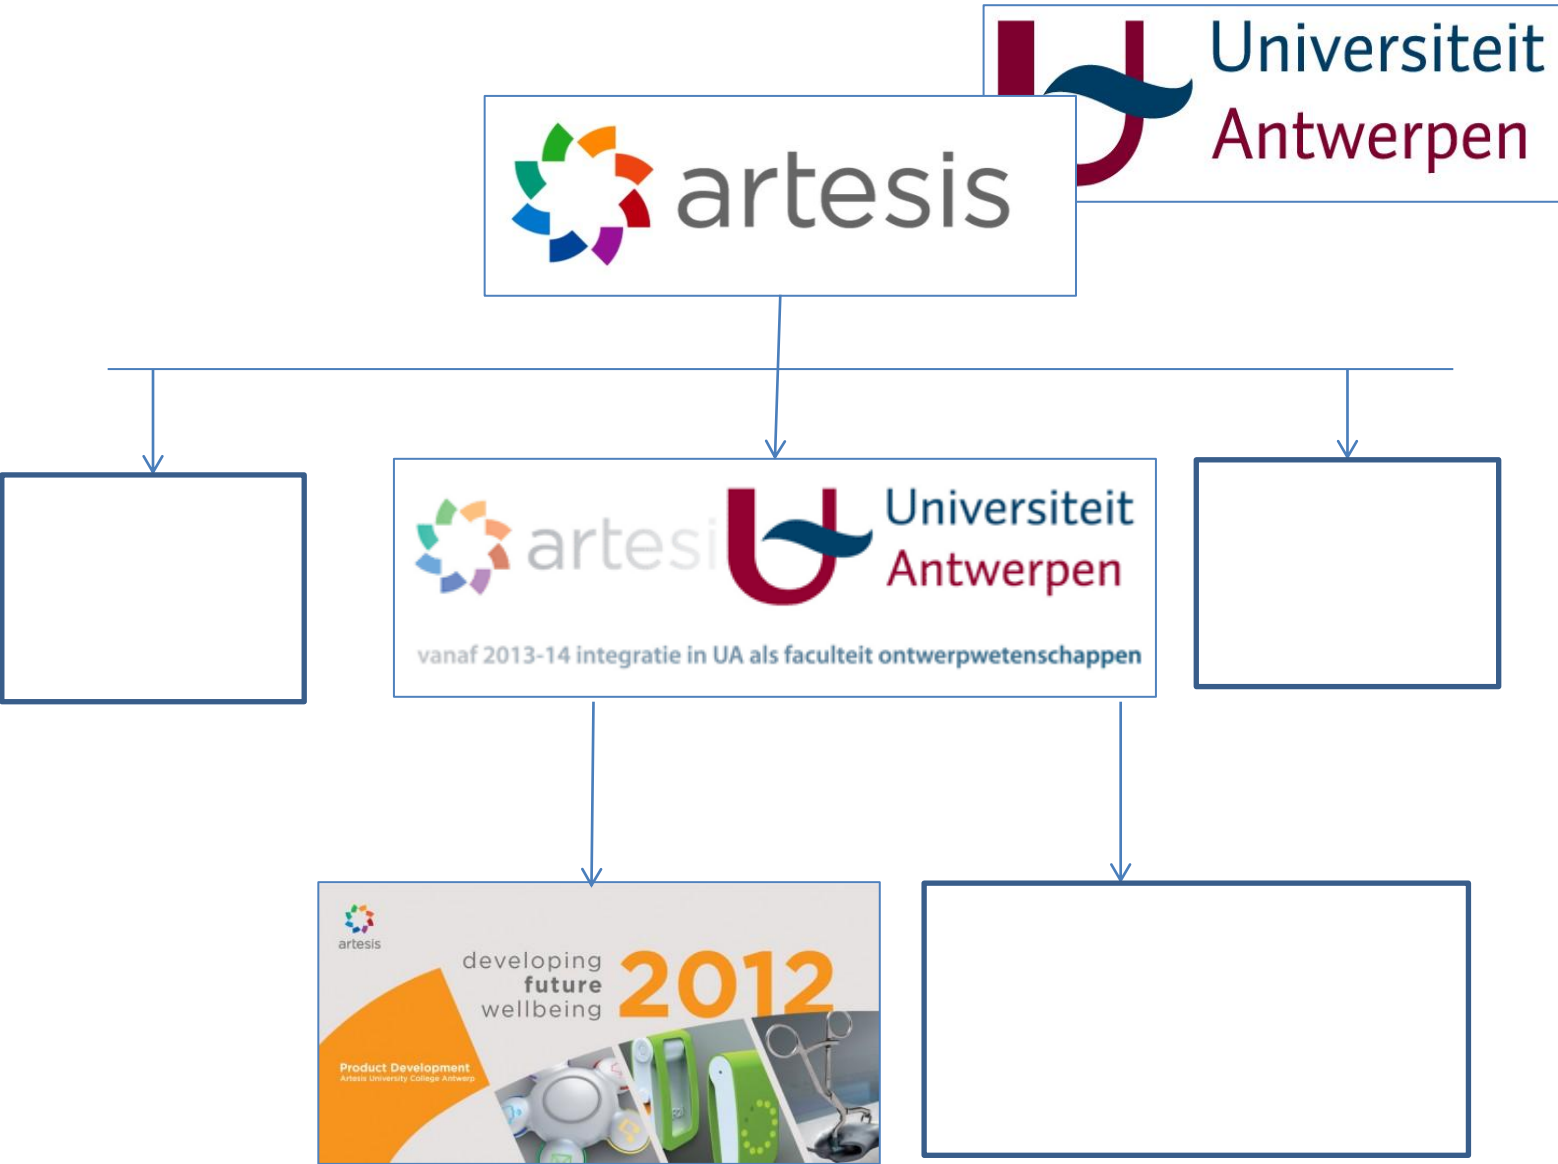 Universiteit
Antwerpen
artesis
artesi
Universiteit
Antwerpen
vanaf 2013-14 integratie in UA als faculteit ontwerpwetenschappen
artesis
developing
future
wellbeing
2012
Product Development
Artesis University College Antwerp